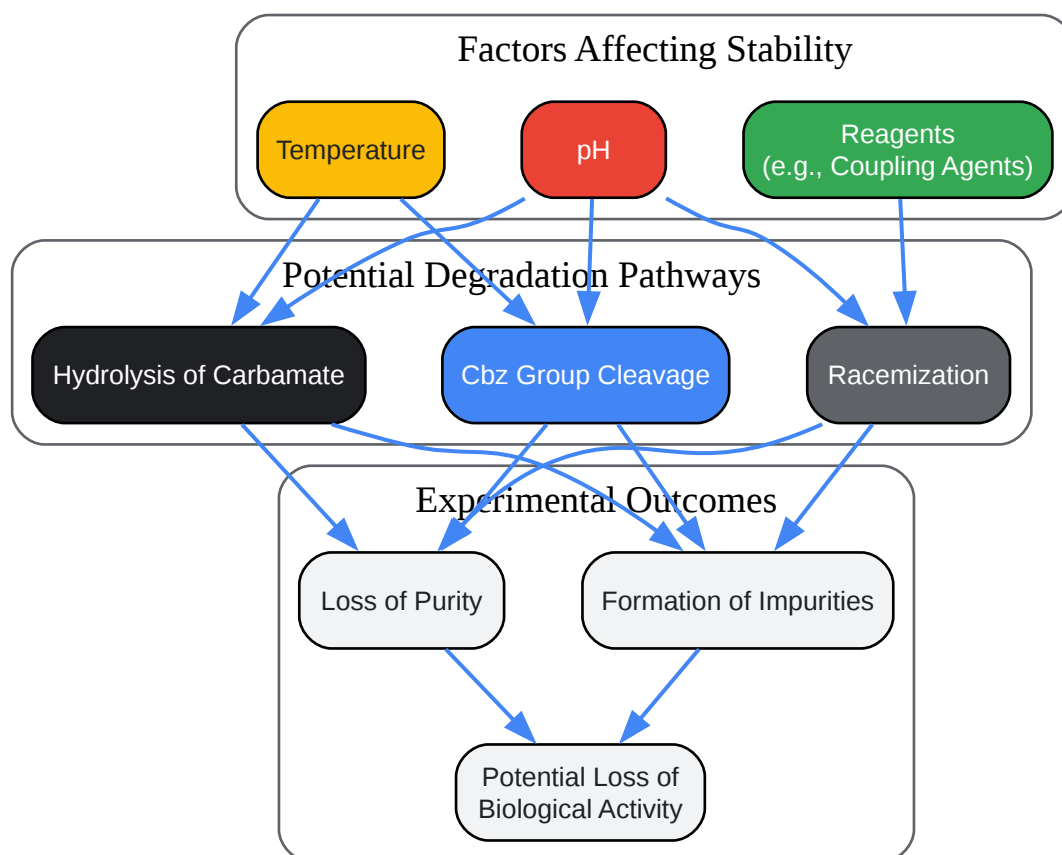 Factors Affecting Stability
Temperature
pH
Reagents
(e.g., Coupling Agents)
Potential Degradation Pathways
Hydrolysis of Carbamate
Cbz Group Cleavage
Racemization
Experimental Outcomes
Loss of Purity
Formation of Impurities
Potential Loss of
Biological Activity